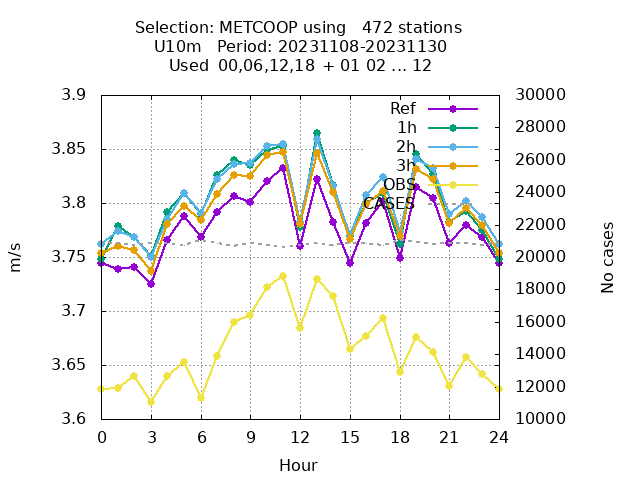 Selection: METCOOP using   472 stations
U10m   Period: 20231108-20231130
Used  00,06,12,18 + 01 02 ... 12
3.9
3.85
3.8
3.75
3.7
3.65
3.6
m/s
30000
28000
26000
24000
22000
20000
18000
16000
14000
12000
10000
No cases
Ref
1h
2h
3h
OBS
CASES
0 3 6 9 12 15 18 21 24
Hour